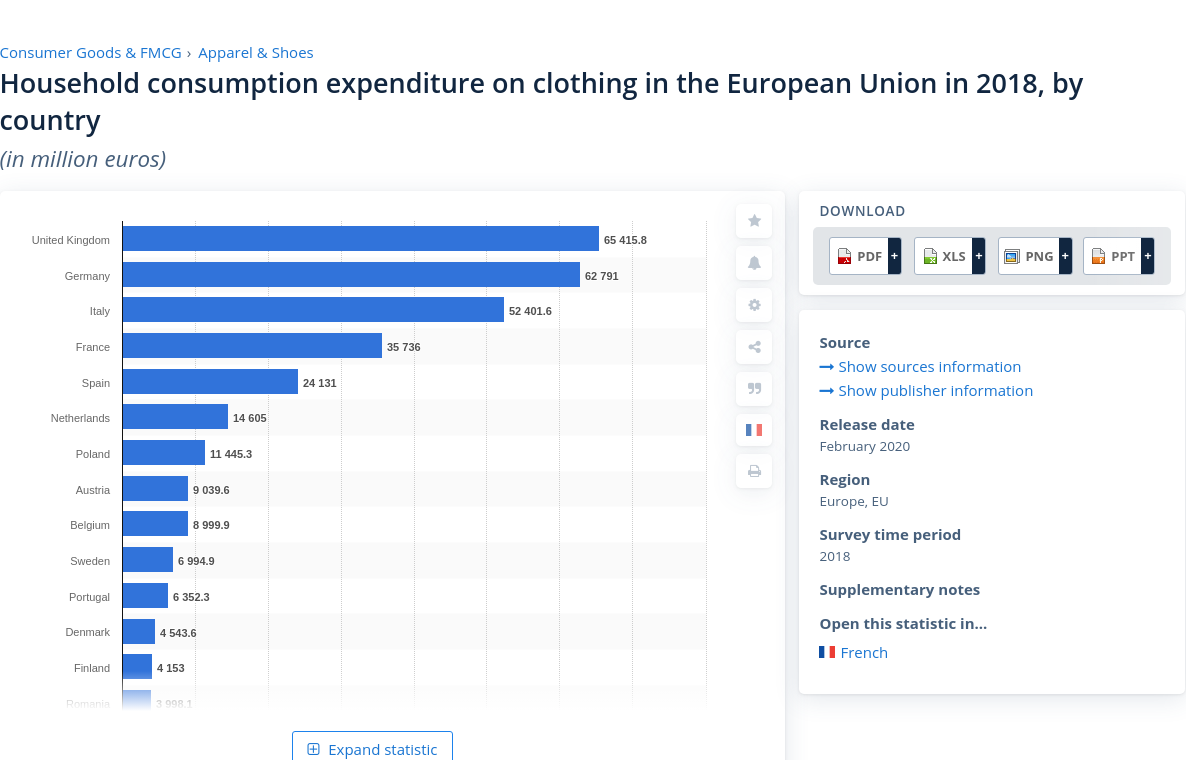 Consumer Goods & FMCG › Apparel & Shoes
Household consumption expenditure on clothing in the European Union in 2018, by
country
(in million euros)
United Kingdom 65 415.8
Germany 62 791
Italy 52 401.6
France 35 736
Spain 24 131
Netherlands 14 605
Poland 11 445.3
Austria 9 039.6
Belgium 8 999.9
Sweden 6 994.9
Portugal 6 352.3
Denmark 4 543.6
Finland 4 153
Romania 3 998.1
Expand statistic
DOWNLOAD
PDF + XLS + PNG + PPT +
Source
Show sources information
Show publisher information
Release date
February 2020
Region
Europe, EU
Survey time period
2018
Supplementary notes
Open this statistic in...
French